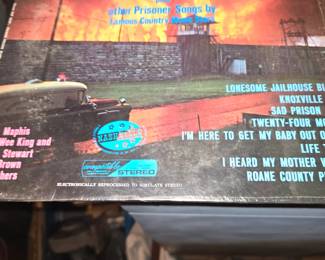 other Prisoner Songs by
Famous Country Music Stars
LONESOME JAILHOUSE BL
KNOXVILLE
SAD PRISON
TWENTY-FOUR MO
I'M HERE TO GET MY BABY OUT O
LIFE T
I HEARD MY MOTHER W
ROANE COUNTY P
Maphis
Wee King and
Stewart
Brown
hers
NASHVILLE
compatible
STEREO
ELECTRONICALLY REPROCESSED TO SIMULATE STEREO